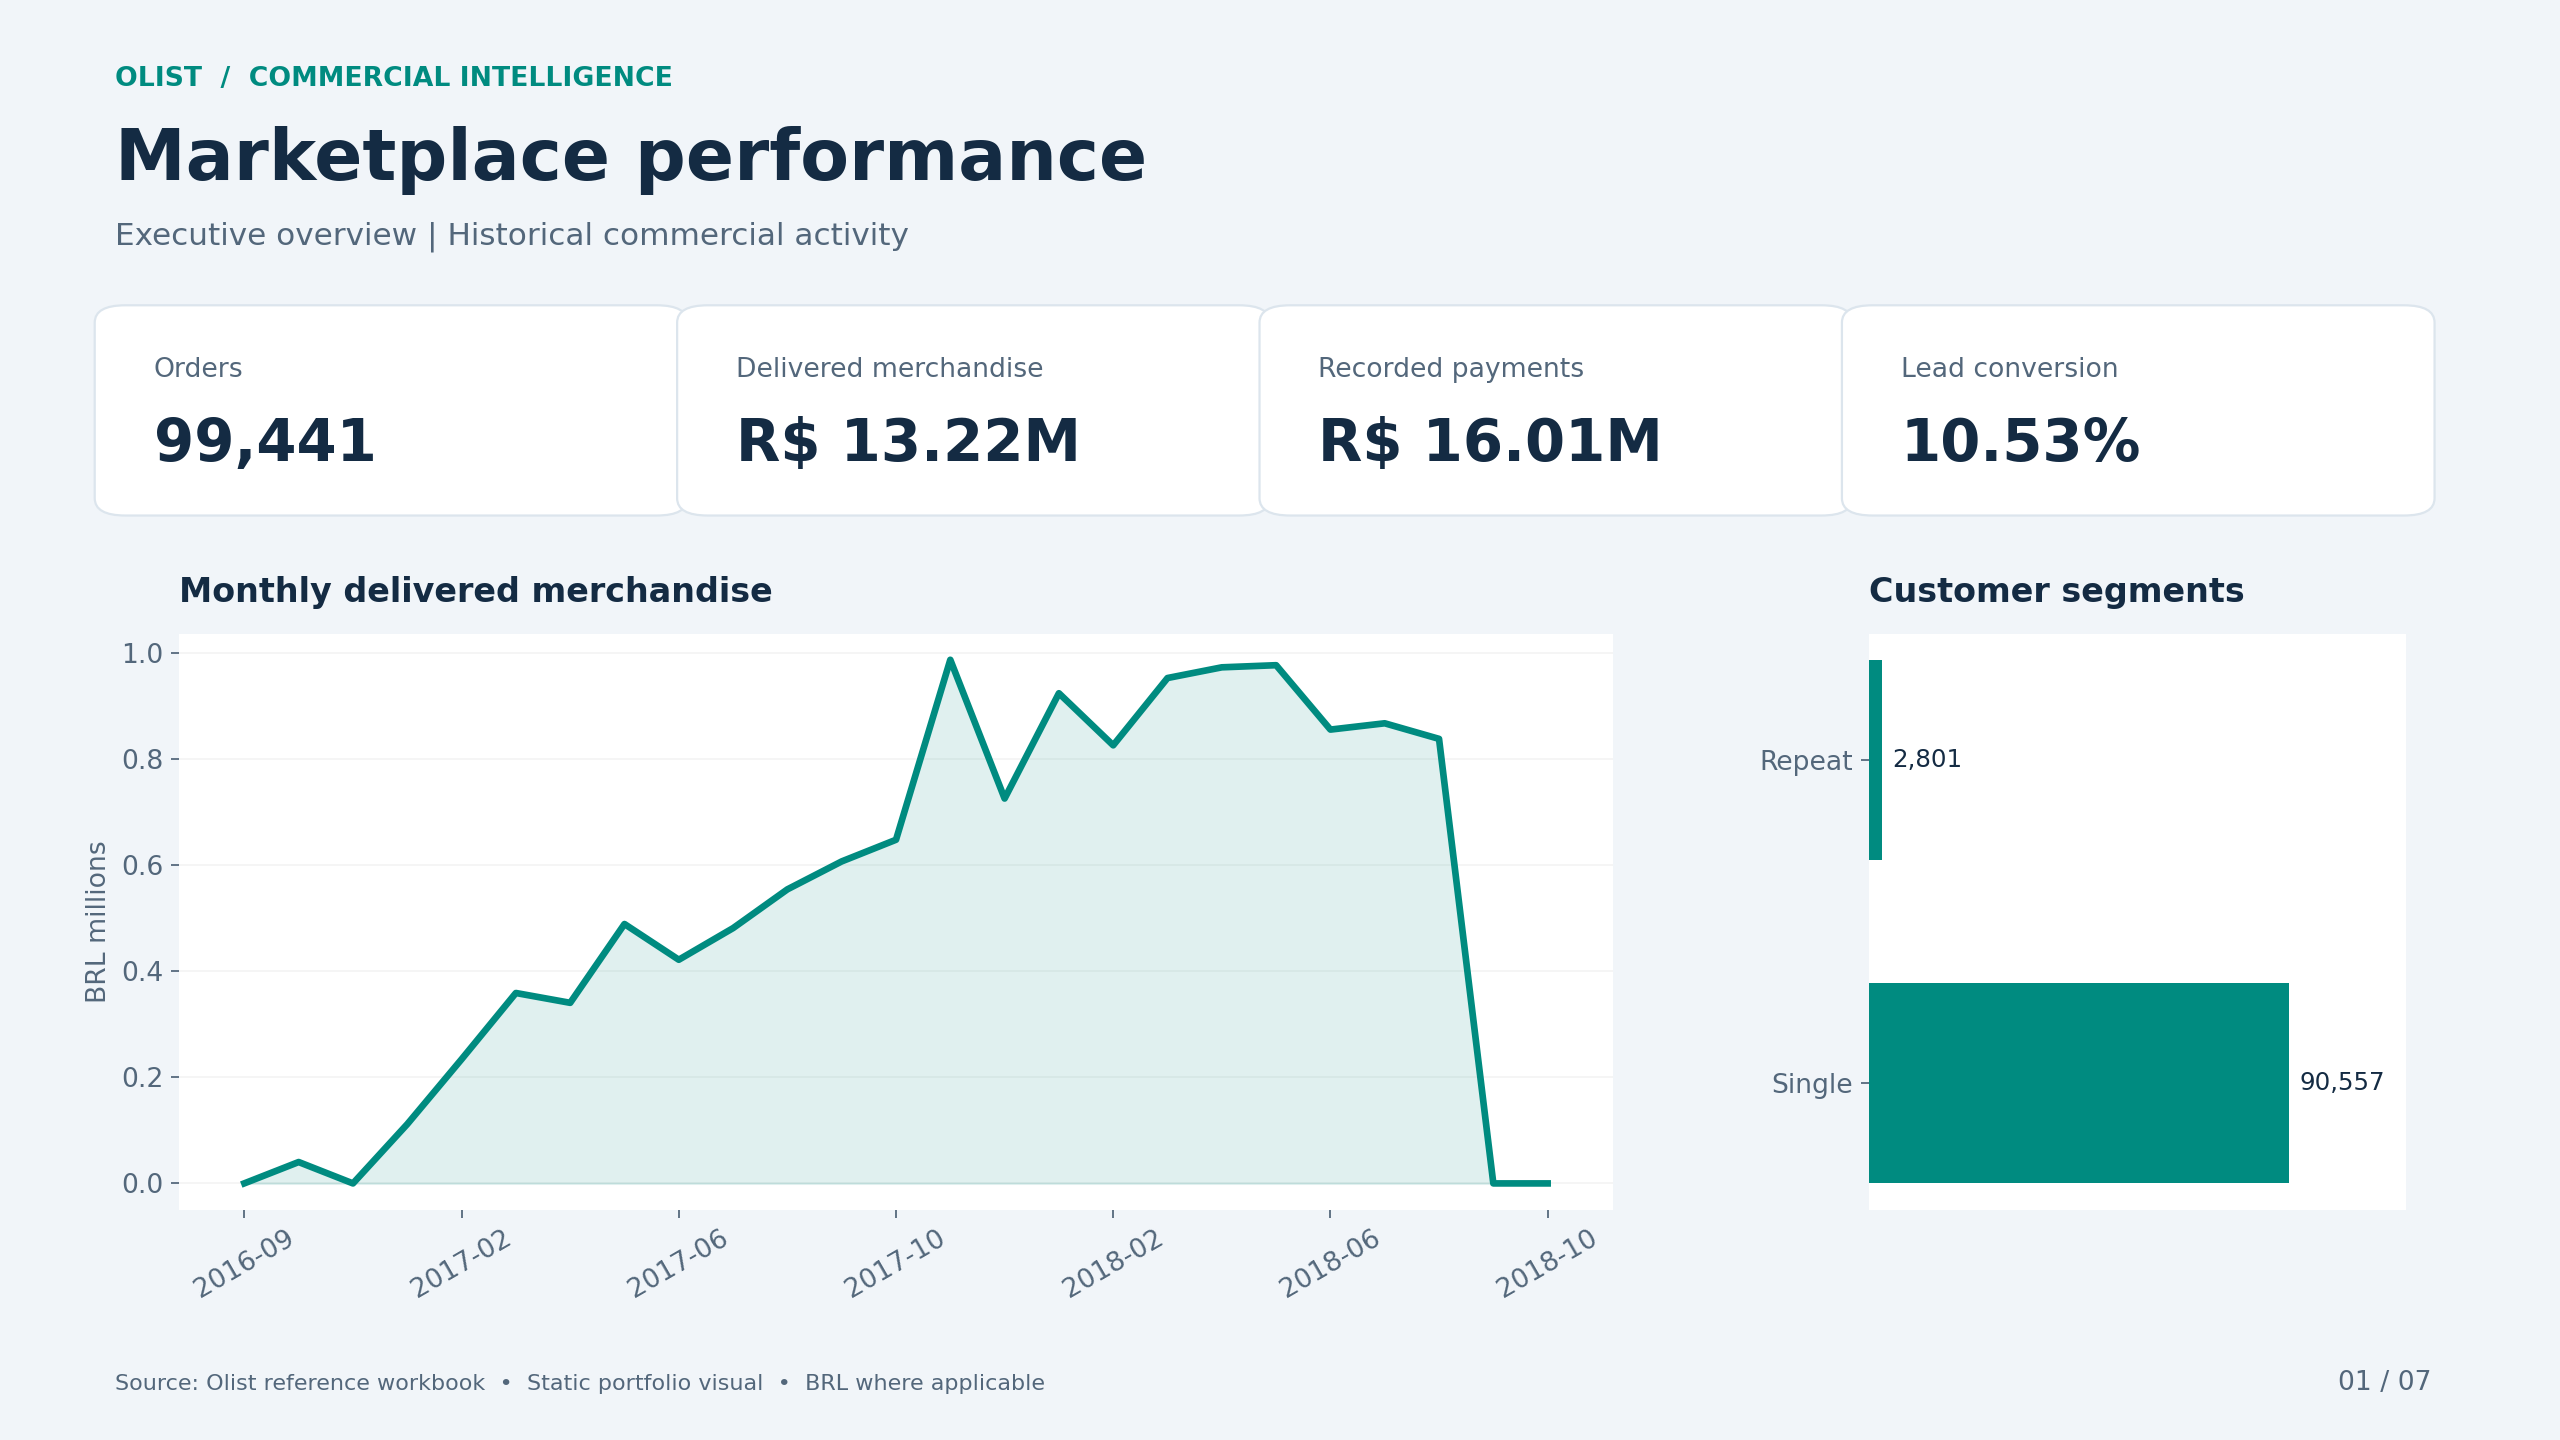 OLIST / COMMERCIAL INTELLIGENCE
Marketplace performance
Executive overview | Historical commercial activity
Orders
99,441
Delivered merchandise
R$ 13.22M
Recorded payments
R$ 16.01M
Lead conversion
10.53%
Monthly delivered merchandise
BRL millions
1.0
0.8
0.6
0.4
0.2
0.0
2016-09
2017-02
2017-06
2017-10
2018-02
2018-06
2018-10
Customer segments
Repeat
2,801
Single
90,557
Source: Olist reference workbook • Static portfolio visual • BRL where applicable
01 / 07